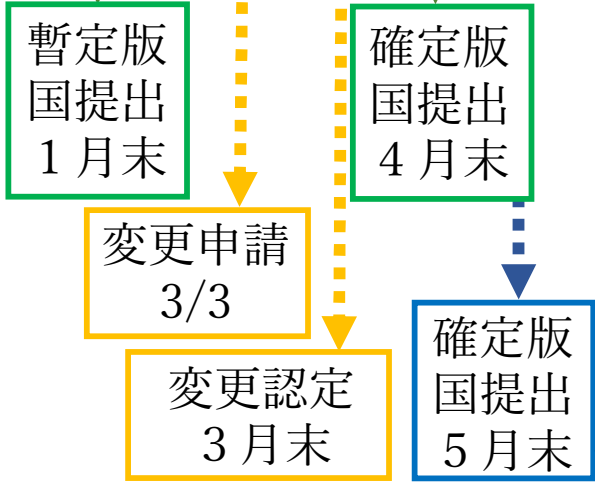 暫定版
国提出
1月末
確定版
国提出
4月末
変更申請
3/3
変更認定
3月末
確定版
国提出
5月末